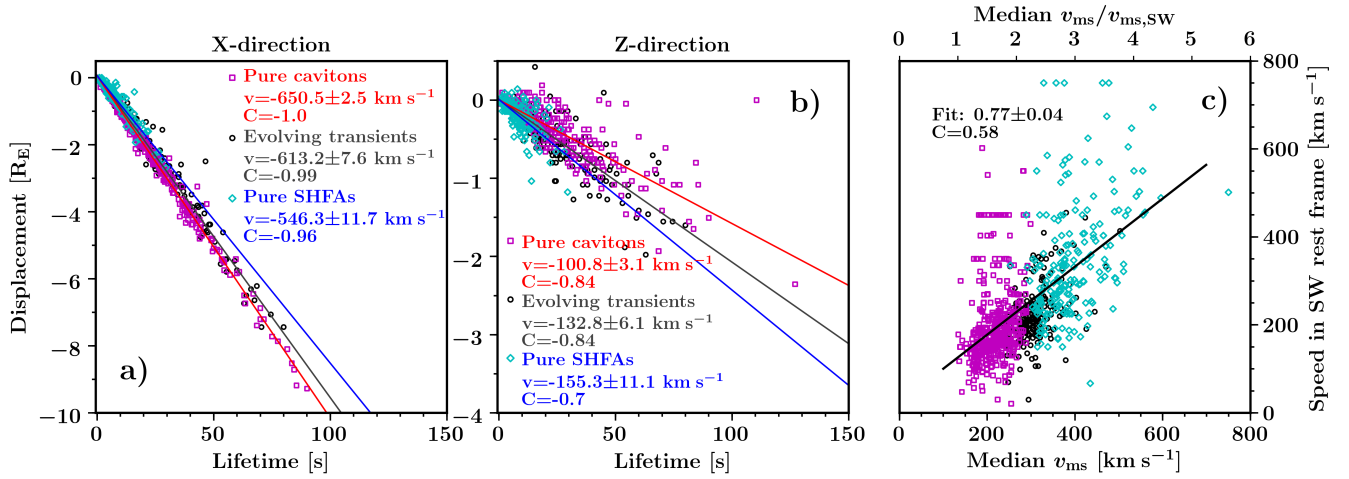 X-direction
0
−2
−4
−6
−8
−10
Displacement [R_E]
0
50
100
150
Lifetime [s]
Pure cavitons
v=-650.5±2.5 km s⁻¹
C=-1.0
Evolving transients
v=-613.2±7.6 km s⁻¹
C=-0.99
Pure SHFAs
v=-546.3±11.7 km s⁻¹
C=-0.96
a)
Z-direction
0
−1
−2
−3
−4
0
50
100
150
Lifetime [s]
b)
Pure cavitons
v=-100.8±3.1 km s⁻¹
C=-0.84
Evolving transients
v=-132.8±6.1 km s⁻¹
C=-0.84
Pure SHFAs
v=-155.3±11.1 km s⁻¹
C=-0.7
Median v_ms/v_ms,SW
0
1
2
3
4
5
6
c)
Fit: 0.77±0.04
C=0.58
800
600
400
200
0
Speed in SW rest frame [km s⁻¹]
0
200
400
600
800
Median v_ms [km s⁻¹]